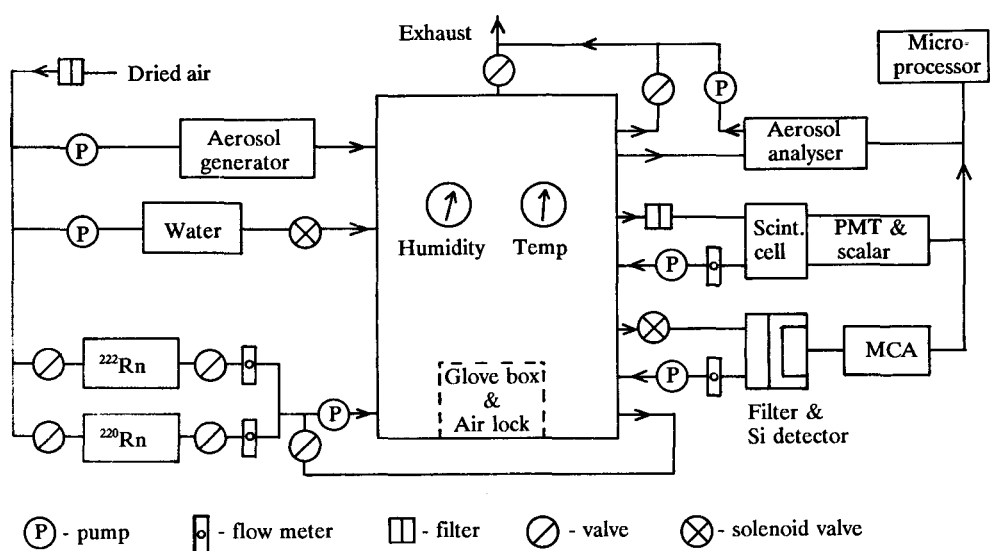 Exhaust
Micro-
processor
Dried air
P
P
Aerosol
generator
Aerosol
analyser
P
Water
Humidity
Temp
Scint.
cell
PMT &
scalar
P
²²²Rn
²²⁰Rn
P
Glove box
&
Air lock
P
MCA
Filter &
Si detector
P - pump
- flow meter
- filter
- valve
- solenoid valve